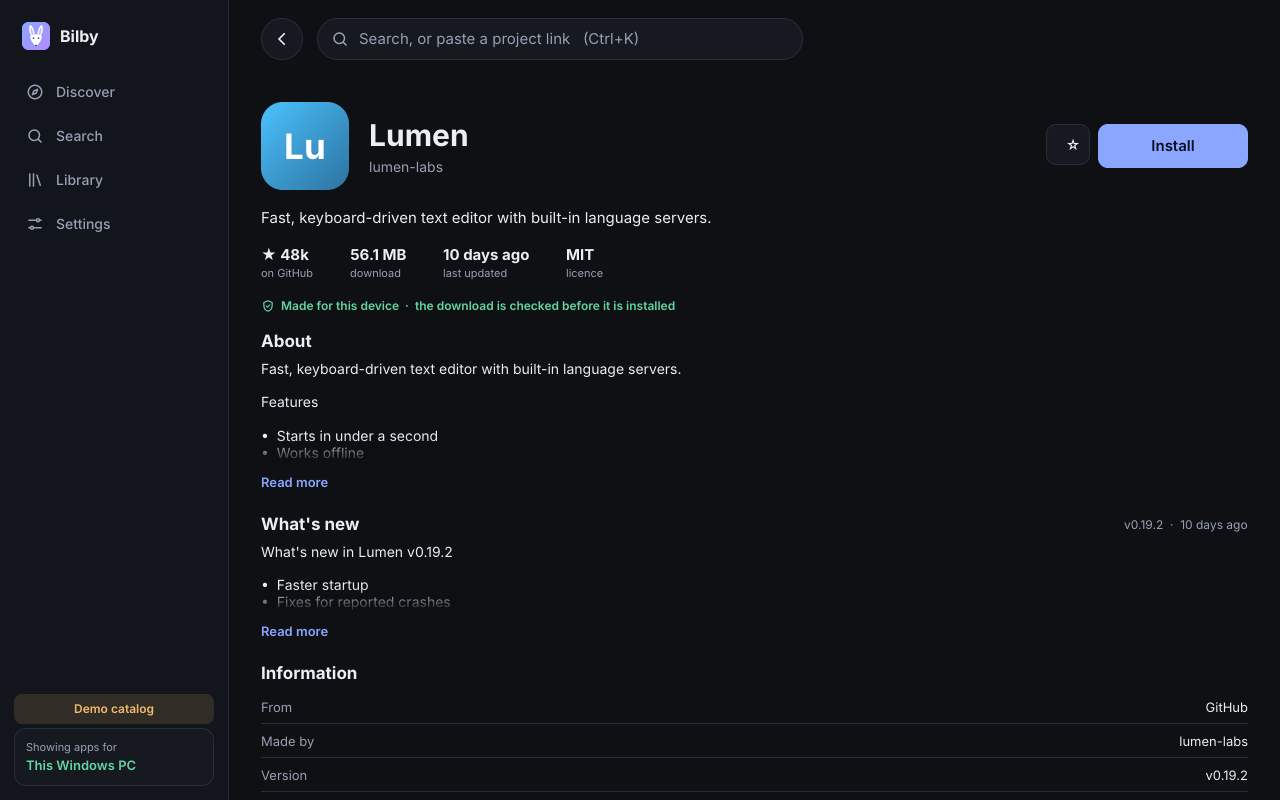 Bilby
Discover
Search
Library
Settings
Demo catalog
Showing apps for
This Windows PC
Search, or paste a project link (Ctrl+K)
Lu
Lumen
lumen-labs
☆
Install
Fast, keyboard-driven text editor with built-in language servers.
★ 48k
on GitHub
56.1 MB
download
10 days ago
last updated
MIT
licence
Made for this device · the download is checked before it is installed
About
Fast, keyboard-driven text editor with built-in language servers.
Features
• Starts in under a second
• Works offline
Read more
What's new
v0.19.2 · 10 days ago
What's new in Lumen v0.19.2
• Faster startup
• Fixes for reported crashes
Read more
Information
From GitHub
Made by lumen-labs
Version v0.19.2